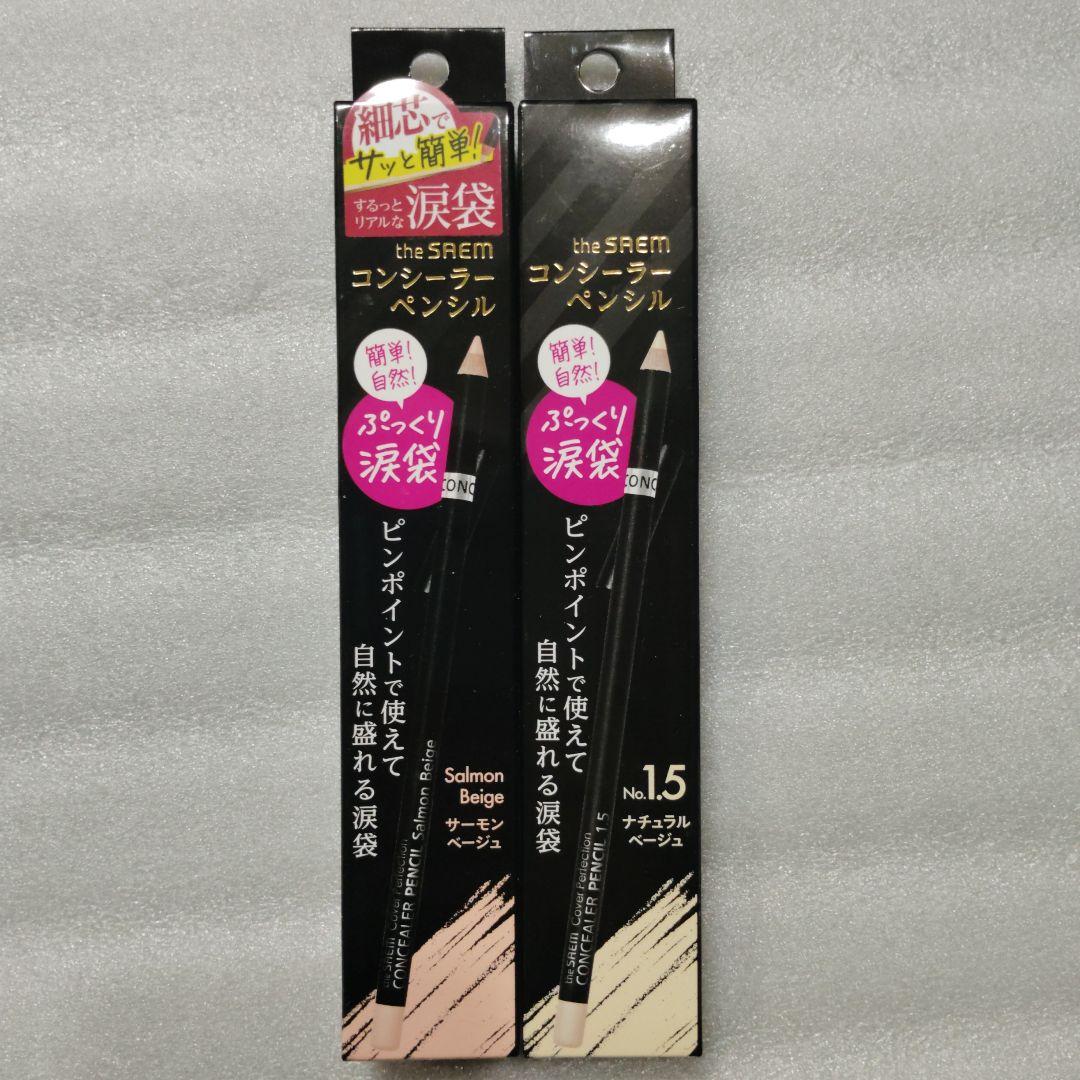 細芯で
サッと簡単!
するっと
リアルな
涙袋
the SAEM
コンシーラー
ペンシル
簡単!
自然!
ぷっくり
涙袋
CONC
ピンポイントで使えて
自然に盛れる涙袋
Salmon
Beige
サーモン
ベージュ
the SAEM Cover Perfection
CONCEALER PENCIL Salmon Beige
the SAEM
コンシーラー
ペンシル
簡単!
自然!
ぷっくり
涙袋
CONC
ピンポイントで使えて
自然に盛れる涙袋
No.1.5
ナチュラル
ベージュ
the SAEM Cover Perfection
CONCEALER PENCIL 1.5